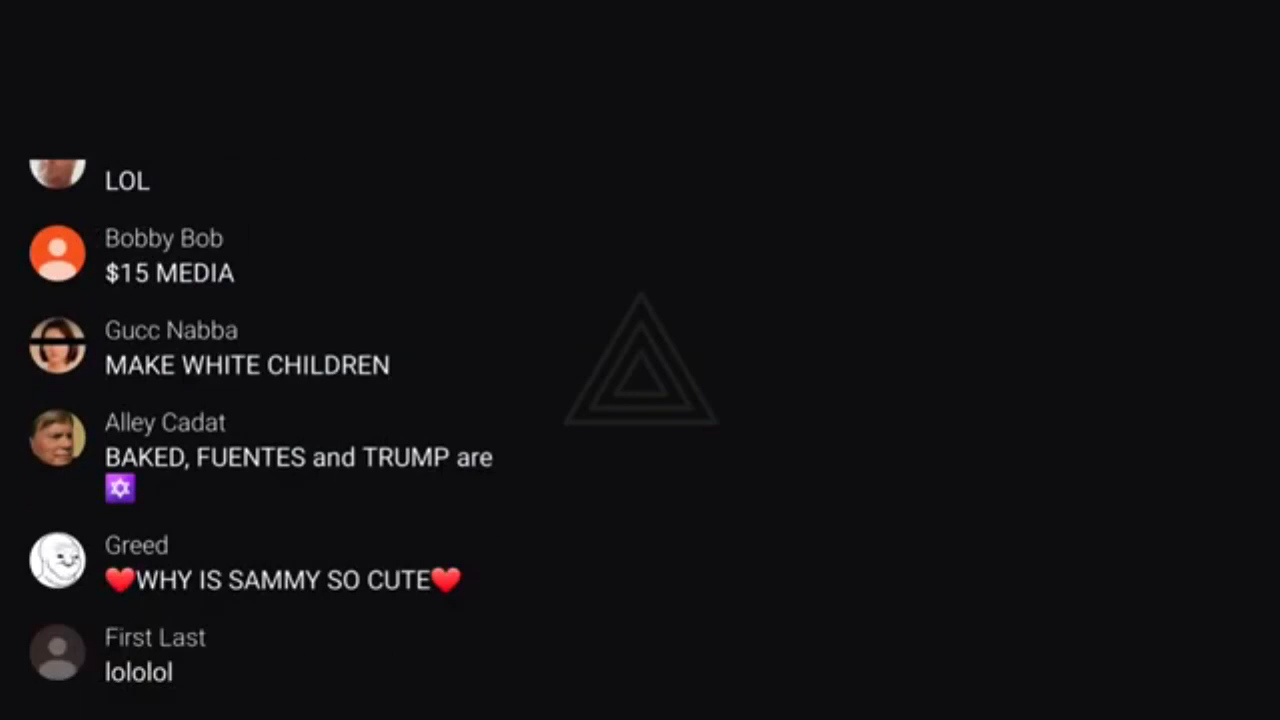 LOL
Bobby Bob
$15 MEDIA
Gucc Nabba
MAKE WHITE CHILDREN
Alley Cadat
BAKED, FUENTES and TRUMP are
🔯
Greed
❤️WHY IS SAMMY SO CUTE❤️
First Last
lololol